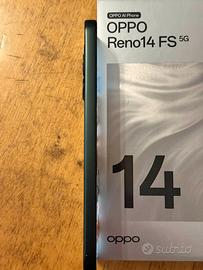 OPPO AI Phone
OPPO
Reno14 FS 5G
14
oppo
subito